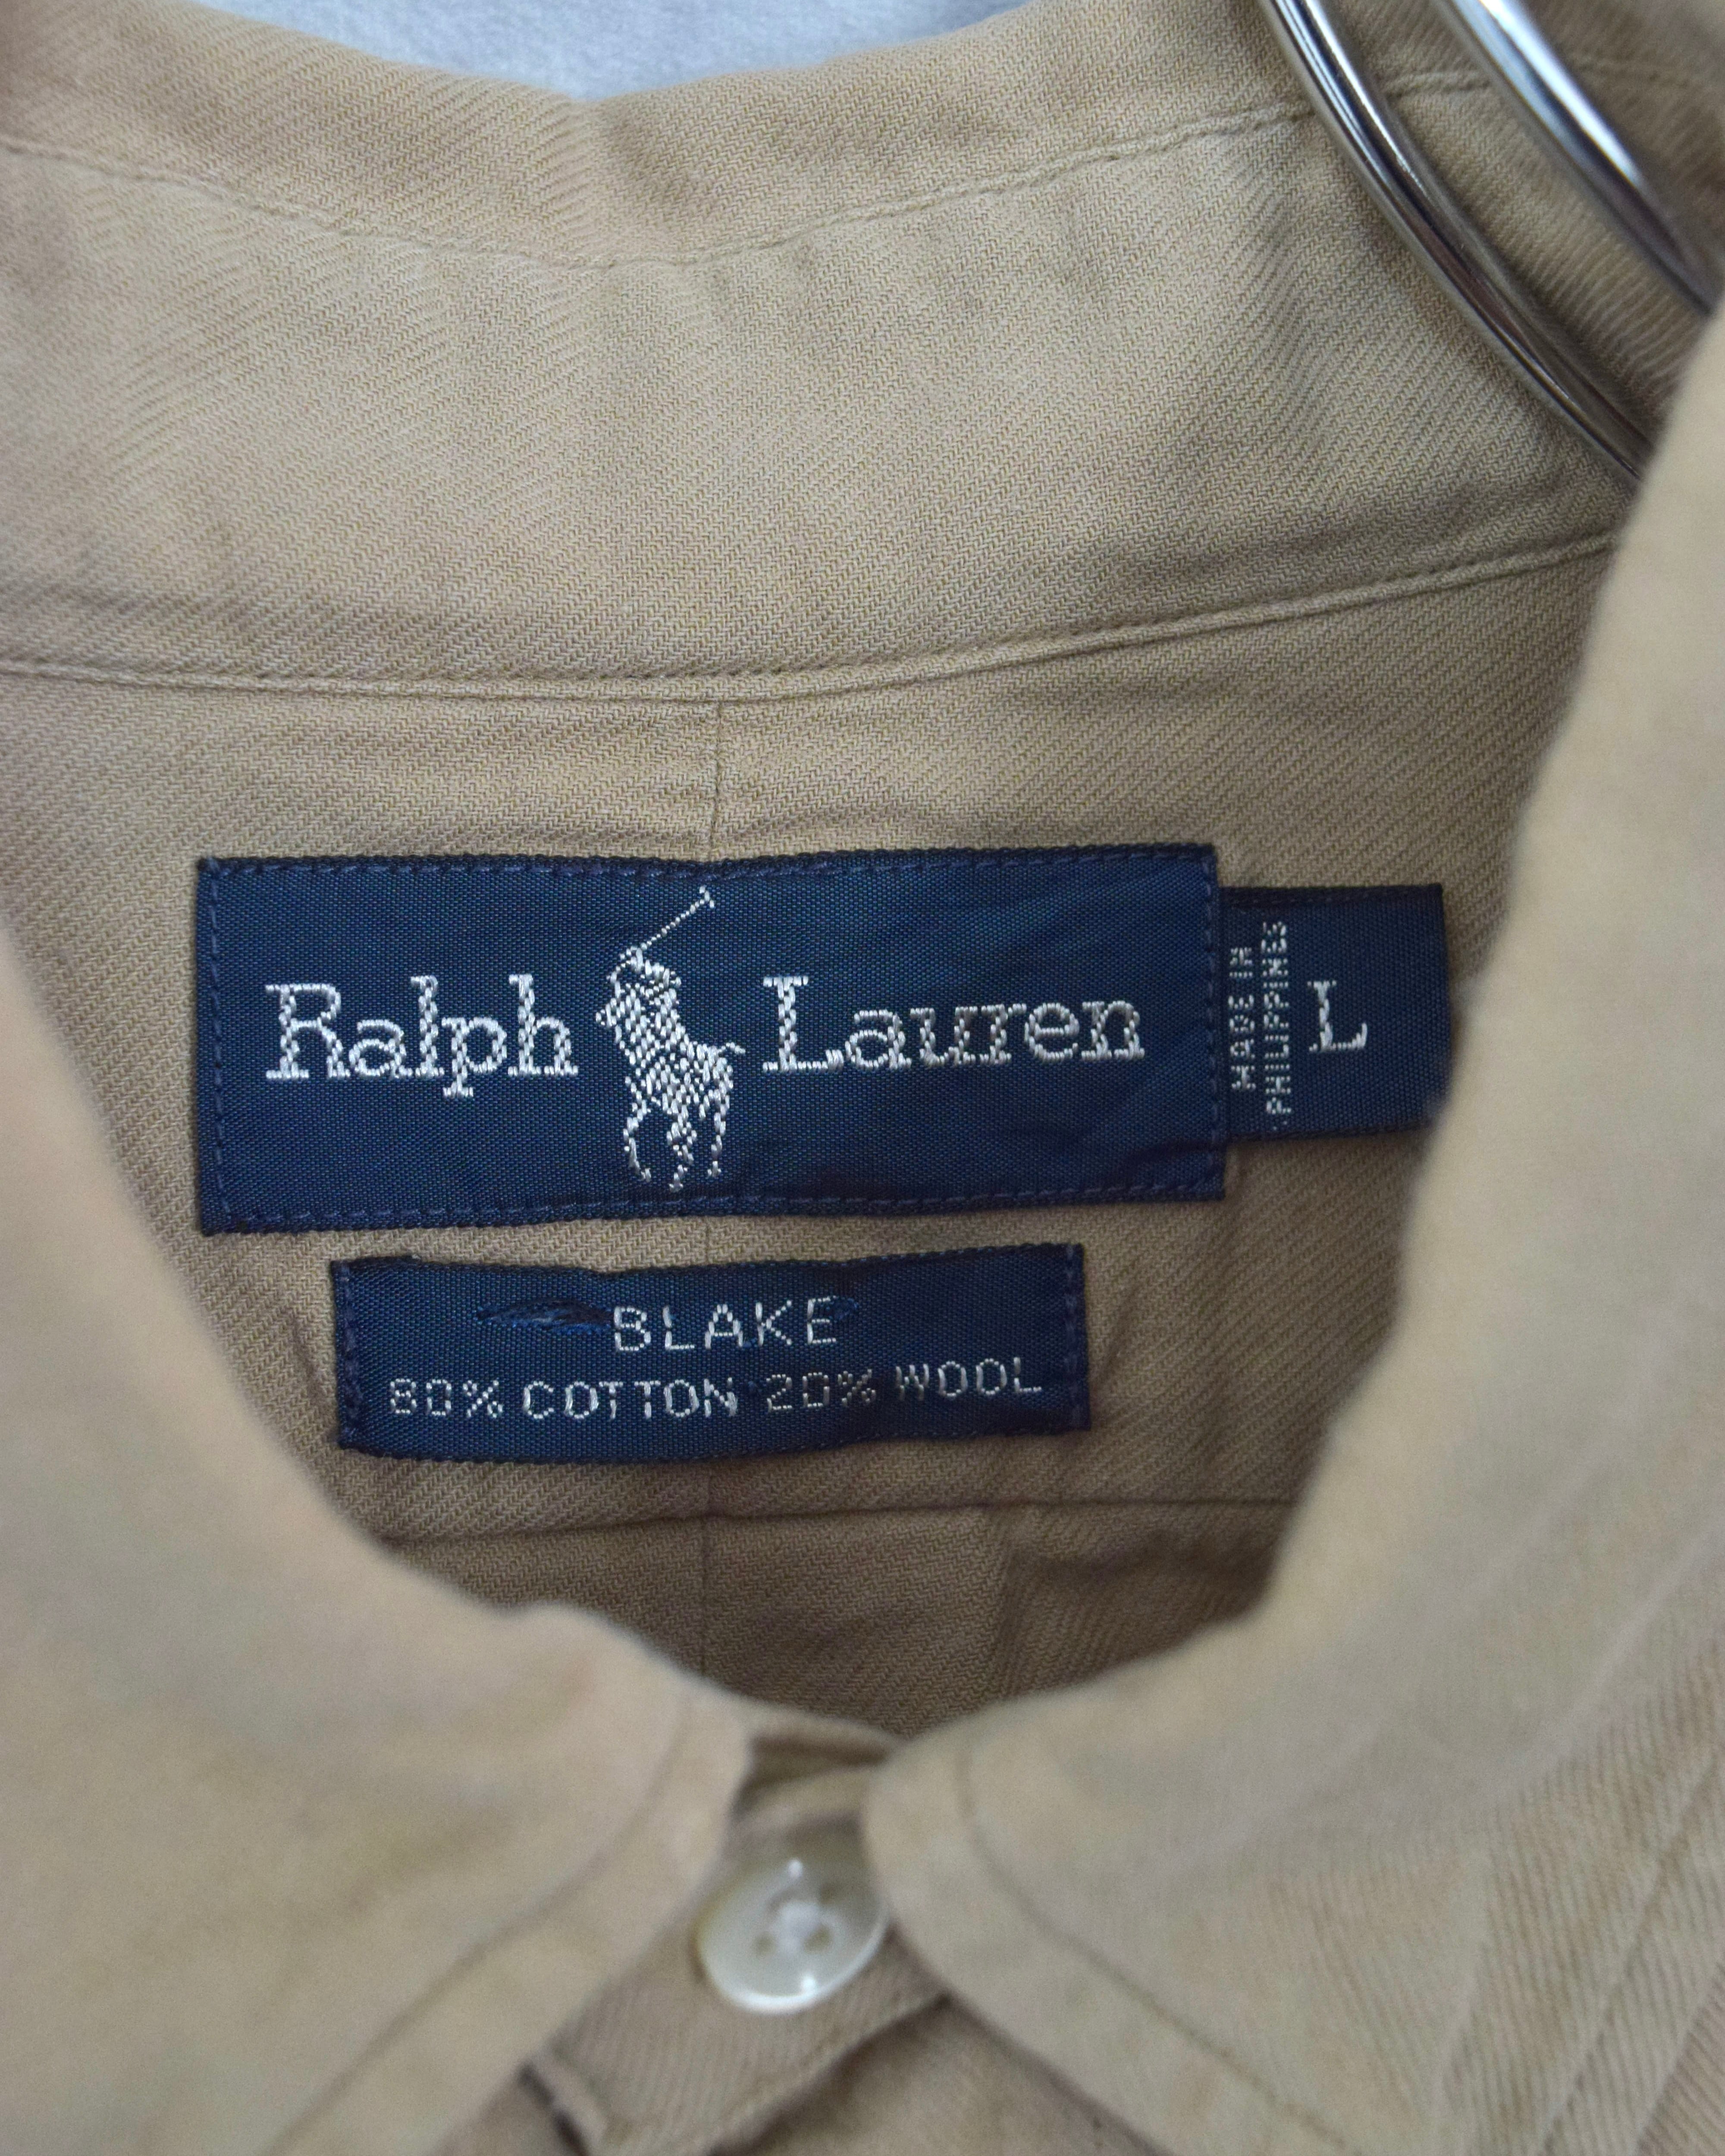 Ralph Lauren
MADE IN
PHILIPPINES
L
BLAKE
80% COTTON 20% WOOL